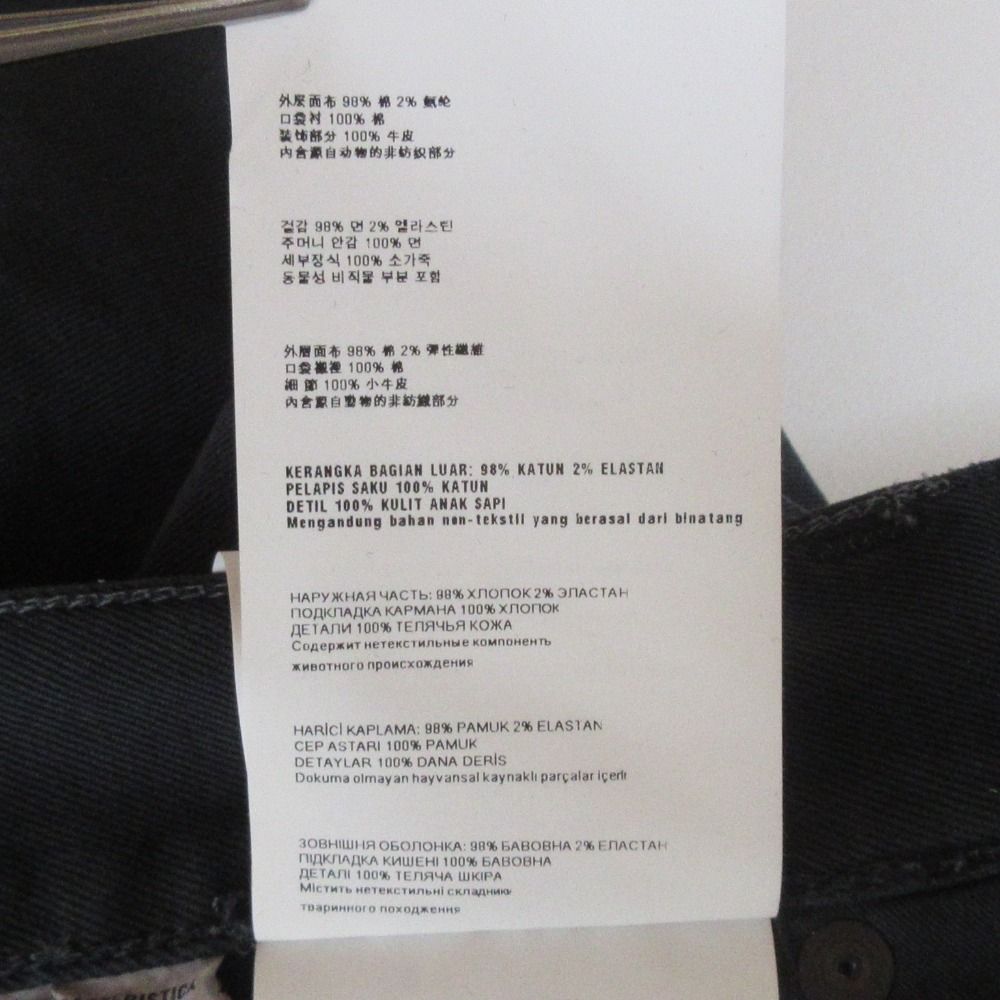 外层面布 98% 棉 2% 氨纶
口袋衬 100% 棉
装饰部分 100% 牛皮
内含源自动物的非纺织部分
겉감 98% 면 2% 엘라스틴
주머니 안감 100% 면
세부장식 100% 소가죽
동물성 비직물 부분 포함
外層面布 98% 棉 2% 彈性纖維
口袋襯裡 100% 棉
細節 100% 小牛皮
內含源自動物的非紡織部分
KERANGKA BAGIAN LUAR: 98% KATUN 2% ELASTAN
PELAPIS SAKU 100% KATUN
DETIL 100% KULIT ANAK SAPI
Mengandung bahan non-tekstil yang berasal dari binatang
НАРУЖНАЯ ЧАСТЬ: 98% ХЛОПОК 2% ЭЛАСТАН
ПОДКЛАДКА КАРМАНА 100% ХЛОПОК
ДЕТАЛИ 100% ТЕЛЯЧЬЯ КОЖА
Содержит нетекстильные компоненть
животного происхождения
HARİCİ KAPLAMA: 98% PAMUK 2% ELASTAN
CEP ASTARI 100% PAMUK
DETAYLAR 100% DANA DERİS
Dokuma olmayan hayvansal kaynaklı parçalar içerir
ЗОВНІШНЯ ОБОЛОНКА: 98% БАВОВНА 2% ЕЛАСТАН
ПІДКЛАДКА КИШЕНІ 100% БАВОВНА
ДЕТАЛІ 100% ТЕЛЯЧА ШКІРА
Містить нетекстильні складники
тваринного походження